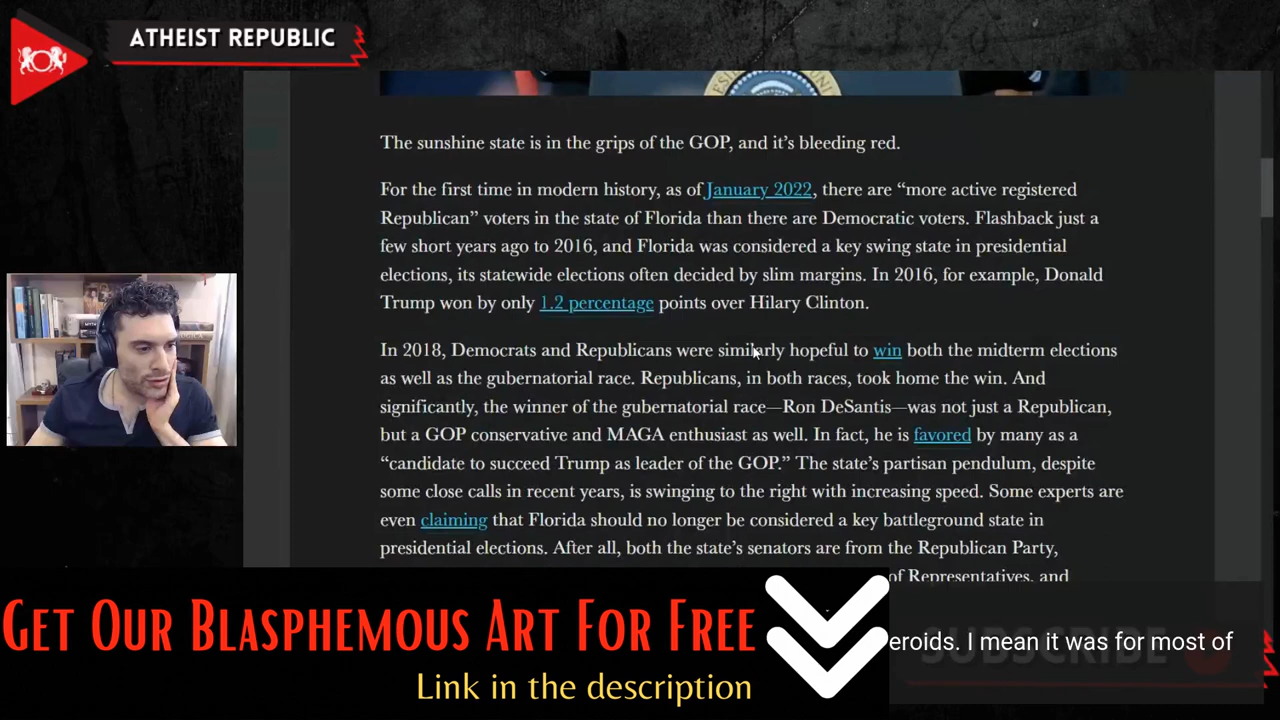 ATHEIST REPUBLIC
The sunshine state is in the grips of the GOP, and it's bleeding red.
For the first time in modern history, as of January 2022, there are “more active registered
Republican” voters in the state of Florida than there are Democratic voters. Flashback just a
few short years ago to 2016, and Florida was considered a key swing state in presidential
elections, its statewide elections often decided by slim margins. In 2016, for example, Donald
Trump won by only 1.2 percentage points over Hilary Clinton.
In 2018, Democrats and Republicans were similarly hopeful to win both the midterm elections
as well as the gubernatorial race. Republicans, in both races, took home the win. And
significantly, the winner of the gubernatorial race—Ron DeSantis—was not just a Republican,
but a GOP conservative and MAGA enthusiast as well. In fact, he is favored by many as a
“candidate to succeed Trump as leader of the GOP.” The state's partisan pendulum, despite
some close calls in recent years, is swinging to the right with increasing speed. Some experts are
even claiming that Florida should no longer be considered a key battleground state in
presidential elections. After all, both the state's senators are from the Republican Party,
of Representatives, and
Get Our Blasphemous Art For Free
Link in the description
eroids. I mean it was for most of
SUBSCRIBE